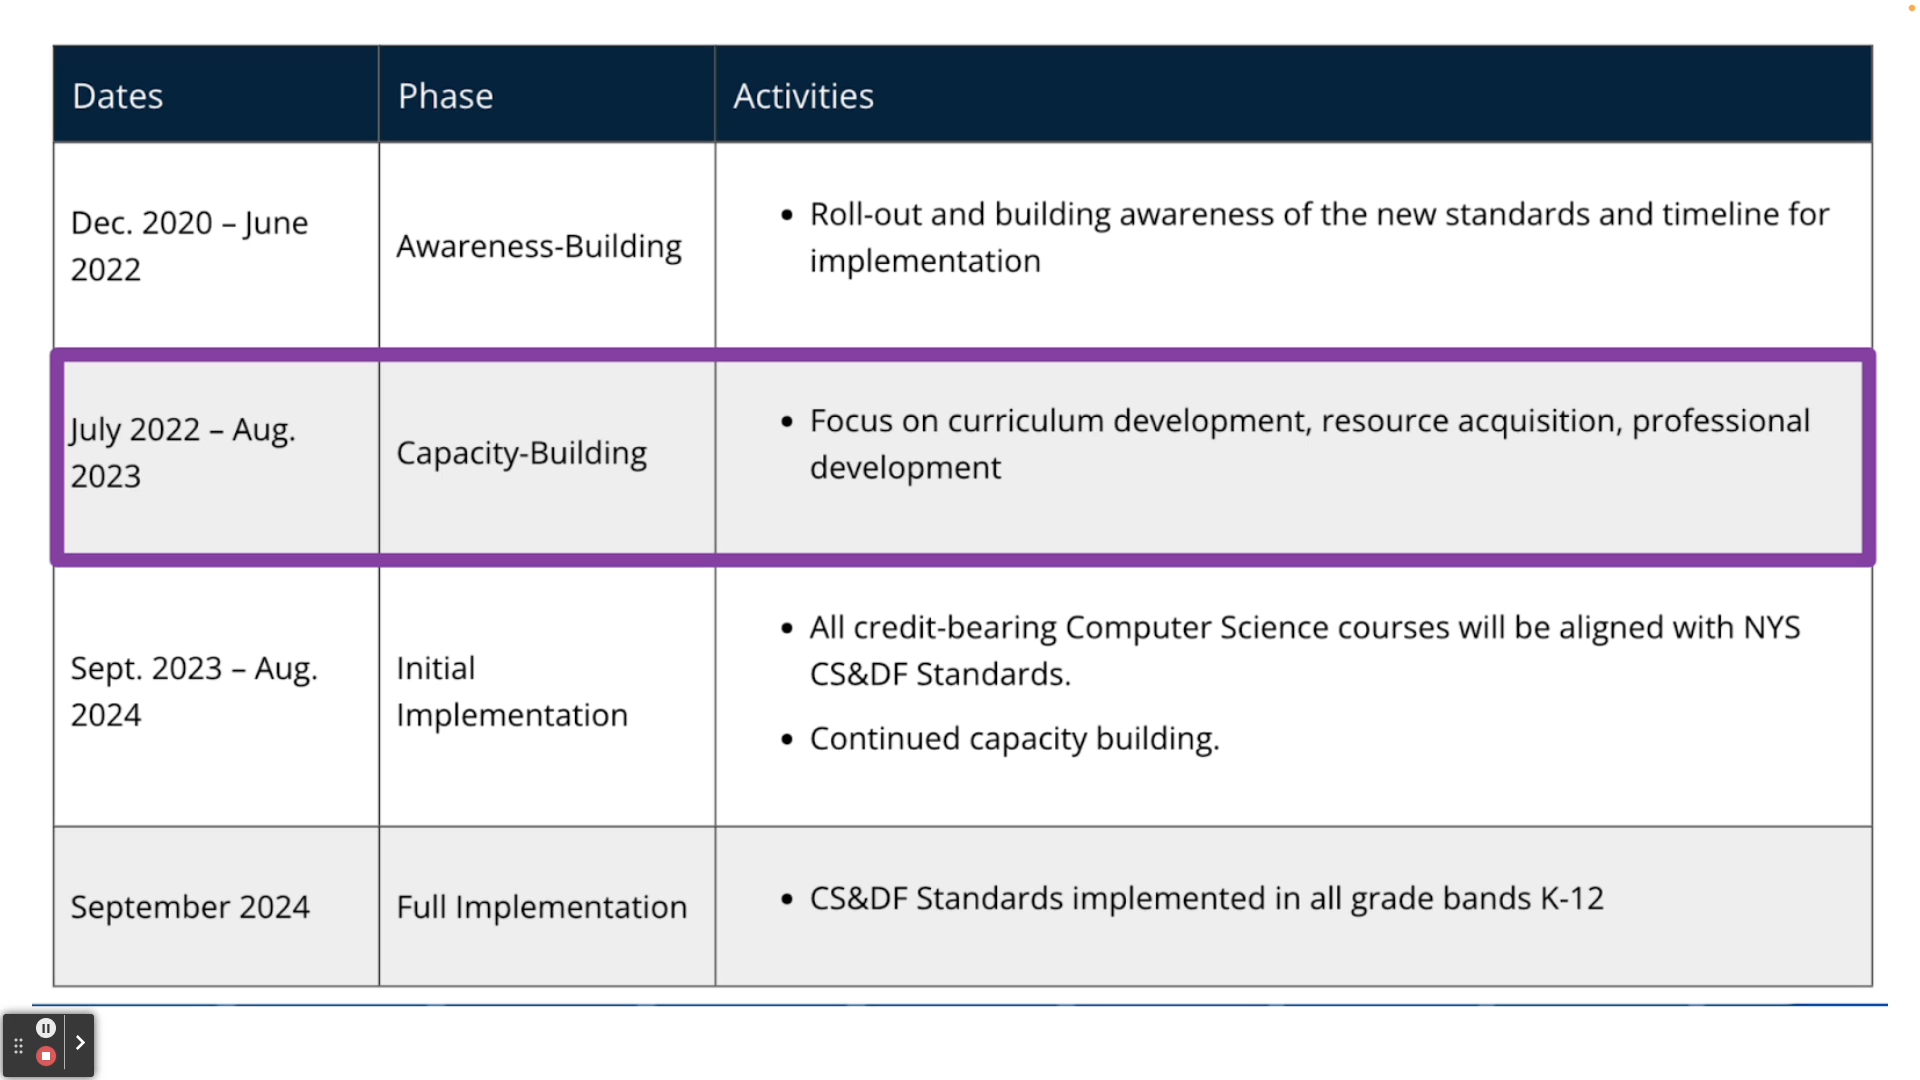 Dates
Phase
Activities
Dec. 2020 – June
2022
Awareness-Building
• Roll-out and building awareness of the new standards and timeline for
implementation
July 2022 – Aug.
2023
Capacity-Building
• Focus on curriculum development, resource acquisition, professional
development
Sept. 2023 – Aug.
2024
Initial
Implementation
• All credit-bearing Computer Science courses will be aligned with NYS
CS&DF Standards.
• Continued capacity building.
September 2024
Full Implementation
• CS&DF Standards implemented in all grade bands K-12